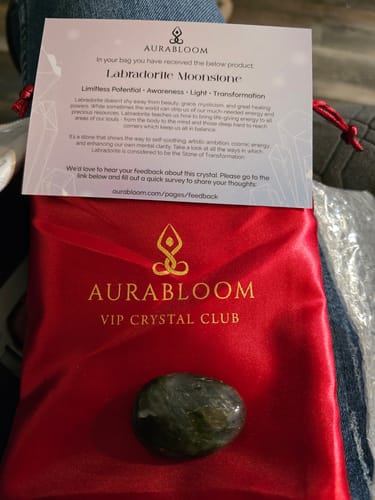 AURABLOOM
In your bag you have received the below product:
Labradorite Moonstone
Limitless Potential • Awareness • Light • Transformation
Labradorite doesn't shy away from beauty, grace, mysticism, and great healing
powers. While sometimes the world can strip us of our much-needed energy and
precious resources, Labradorite teaches us how to bring life-giving energy to all
areas of our souls - from the body to the mind and those deep hard to reach
corners which keep us all in balance.
It's a stone that shows the way to self-soothing, artistic ambition, cosmic energy,
and enhancing our own mental clarity. Take a look at all the ways in which
Labradorite is considered to be the Stone of Transformation.
We'd love to hear your feedback about this crystal. Please go to the
link below and fill out a quick survey to share your thoughts:
aurabloom.com/pages/feedback
AURABLOOM
VIP CRYSTAL CLUB